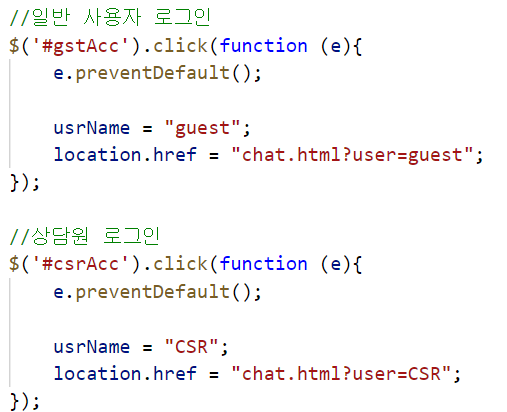 //일반 사용자 로그인
$('#gstAcc').click(function (e){
    e.preventDefault();

    usrName = "guest";
    location.href = "chat.html?user=guest";
});

//상담원 로그인
$('#csrAcc').click(function (e){
    e.preventDefault();

    usrName = "CSR";
    location.href = "chat.html?user=CSR";
});